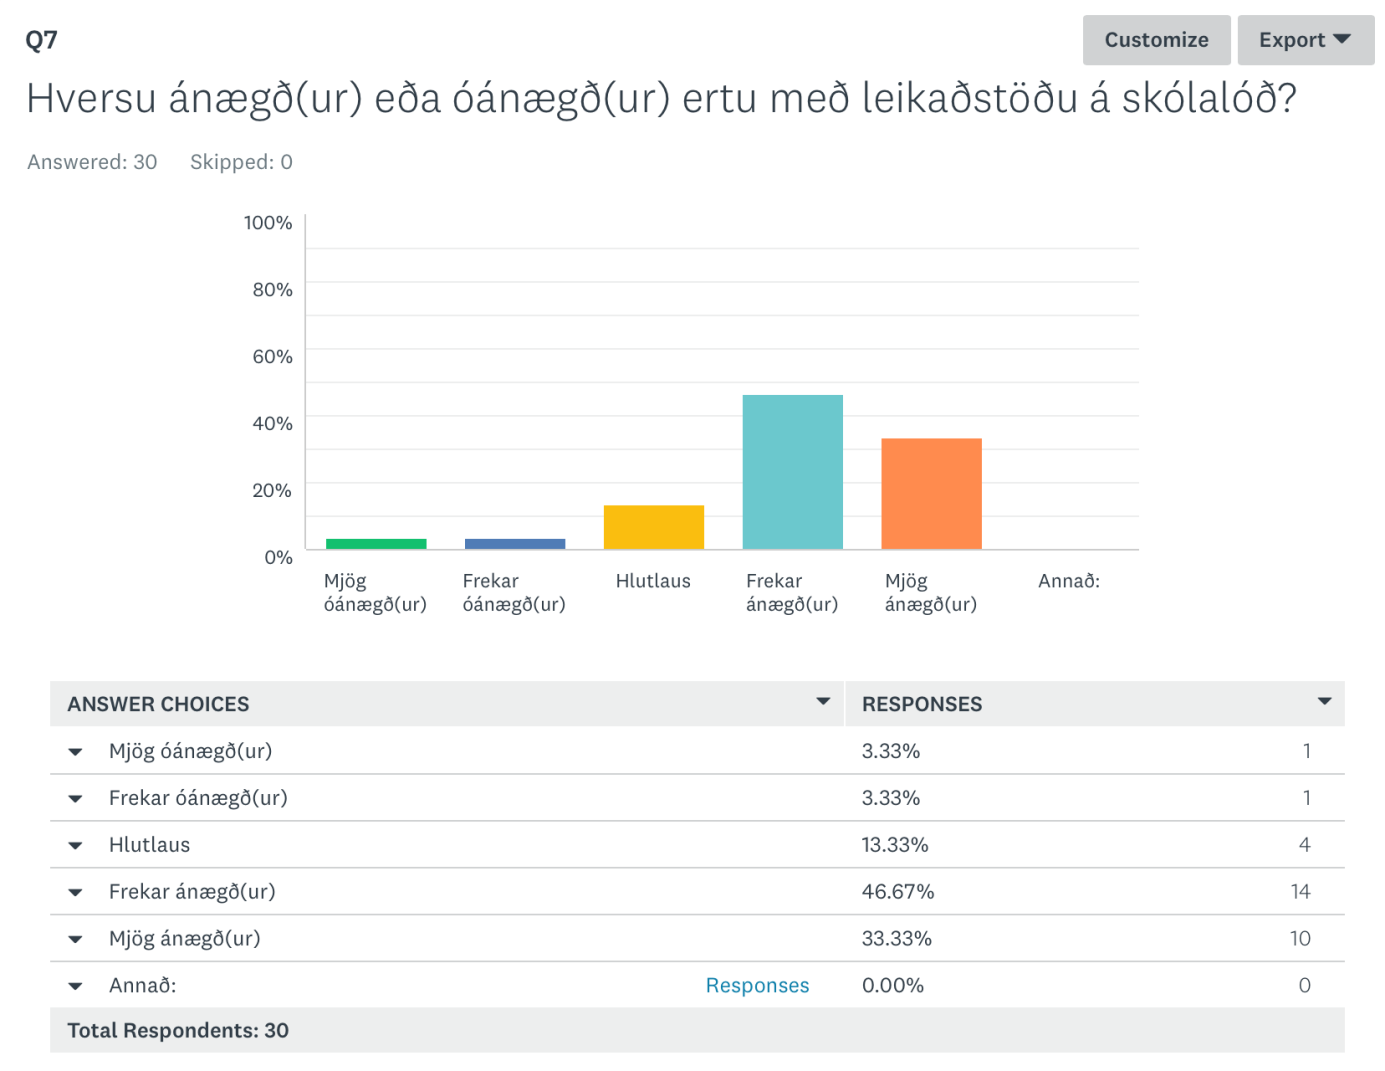 Q7
Customize
Export
Hversu ánægð(ur) eða óánægð(ur) ertu með leikaðstöðu á skólalóð?
Answered: 30 Skipped: 0
100%
80%
60%
40%
20%
0%
Mjög óánægð(ur)
Frekar óánægð(ur)
Hlutlaus
Frekar ánægð(ur)
Mjög ánægð(ur)
Annað:
ANSWER CHOICES RESPONSES
Mjög óánægð(ur) 3.33% 1
Frekar óánægð(ur) 3.33% 1
Hlutlaus 13.33% 4
Frekar ánægð(ur) 46.67% 14
Mjög ánægð(ur) 33.33% 10
Annað: Responses 0.00% 0
Total Respondents: 30